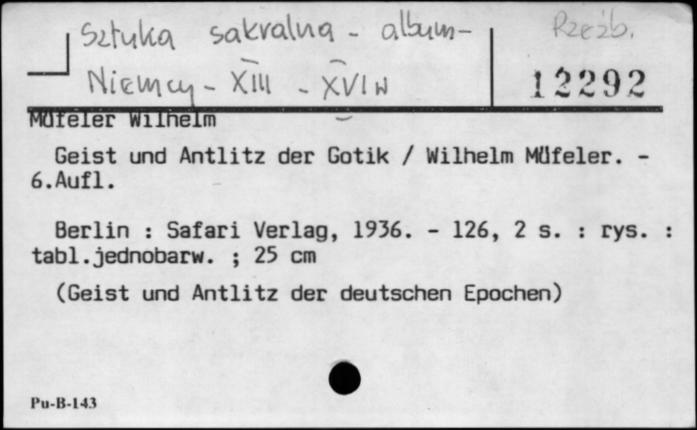 Sztuka sakralna - album - Rzeźb.
Niemcy - XIII - XVI w 12292
Müfeler Wilhelm
Geist und Antlitz der Gotik / Wilhelm Müfeler. -
6.Aufl.
Berlin : Safari Verlag, 1936. - 126, 2 s. : rys. :
tabl.jednobarw. ; 25 cm
(Geist und Antlitz der deutschen Epochen)
Pu-B-143